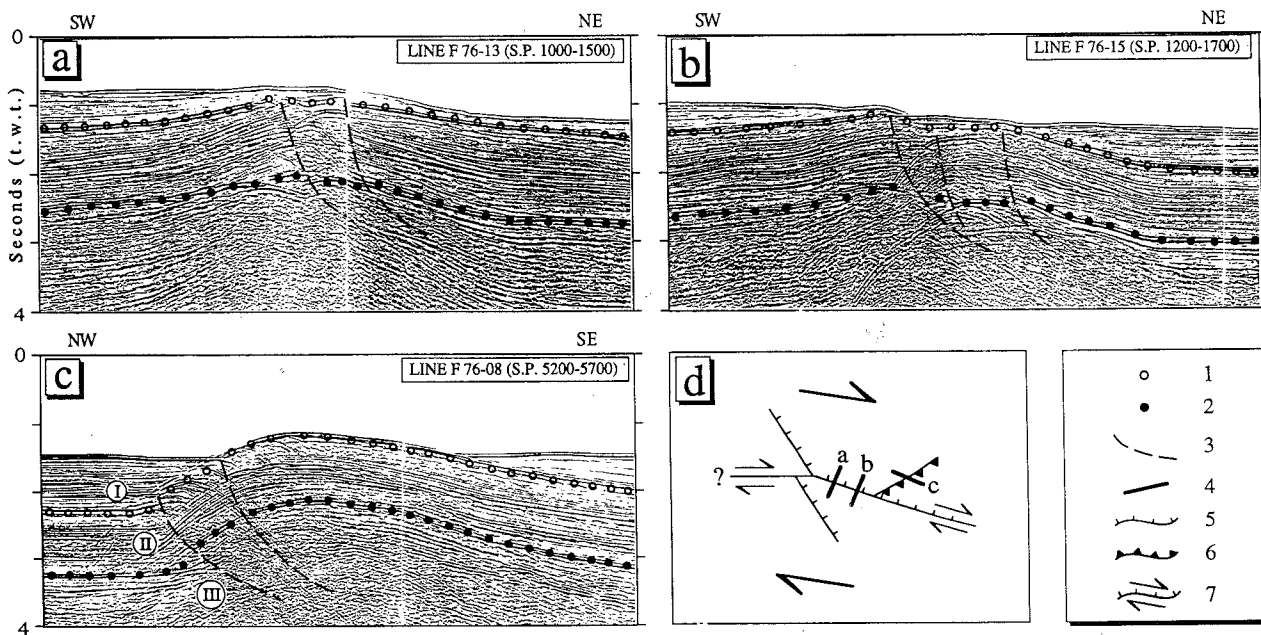 SW NE
0
a
LINE F 76-13 (S.P. 1000-1500)
Seconds (t.w.t.)
4
NE
b
LINE F 76-15 (S.P. 1200-1700)
NW SE
0
c
LINE F 76-08 (S.P. 5200-5700)
I
II
III
4
d
a
b
c
?
1
2
3
4
5
6
7